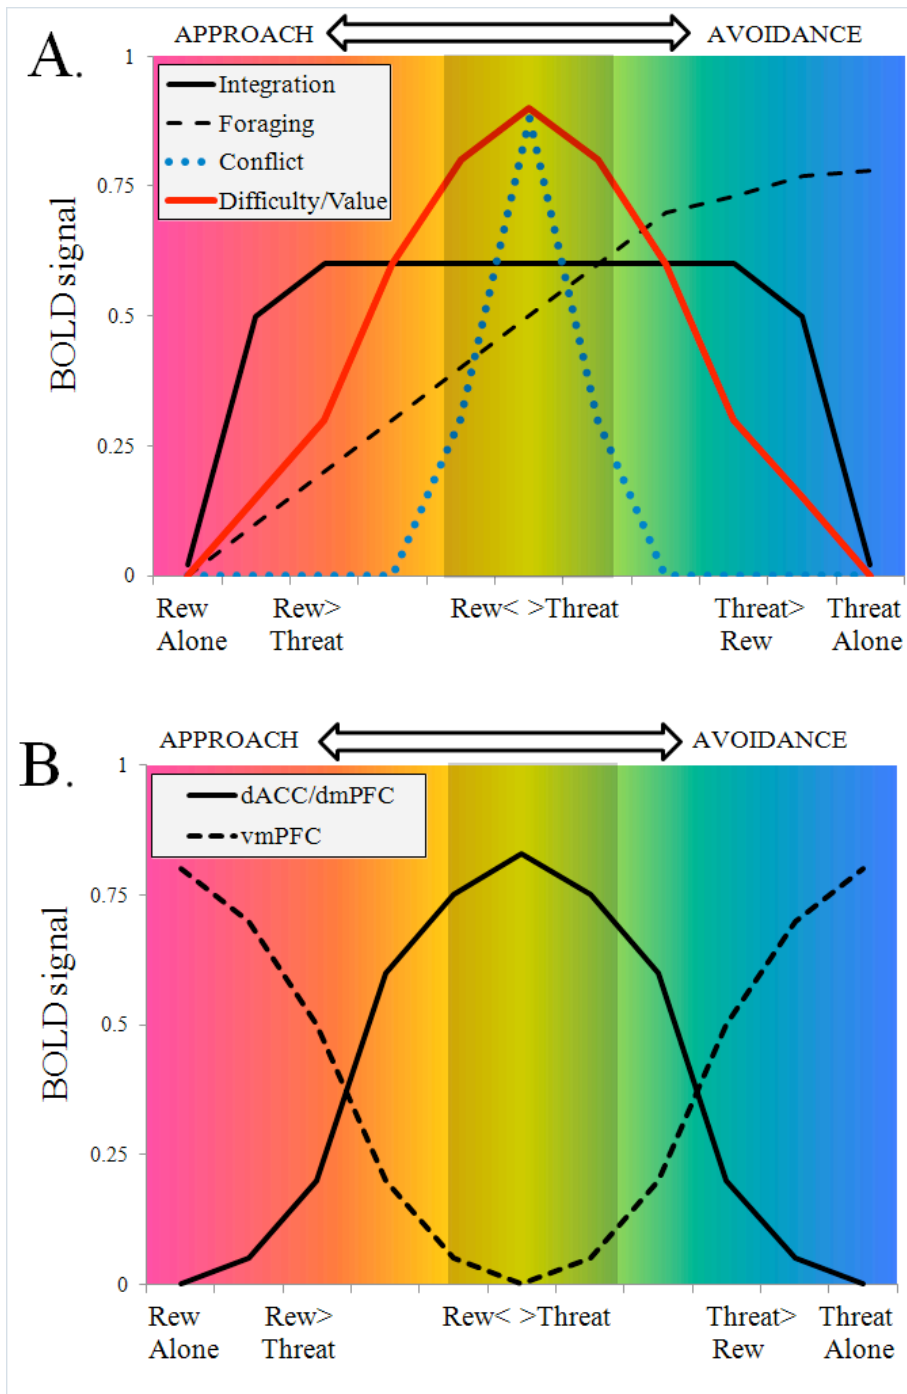 APPROACH AVOIDANCE
A.
1
Integration
Foraging
Conflict
Difficulty/Value
0.75
0.5
0.25
0
BOLD signal
Rew Rew> Rew< >Threat Threat> Threat
Alone Threat Rew Alone
APPROACH AVOIDANCE
B.
1
dACC/dmPFC
vmPFC
0.75
0.5
0.25
0
BOLD signal
Rew Rew> Rew< >Threat Threat> Threat
Alone Threat Rew Alone